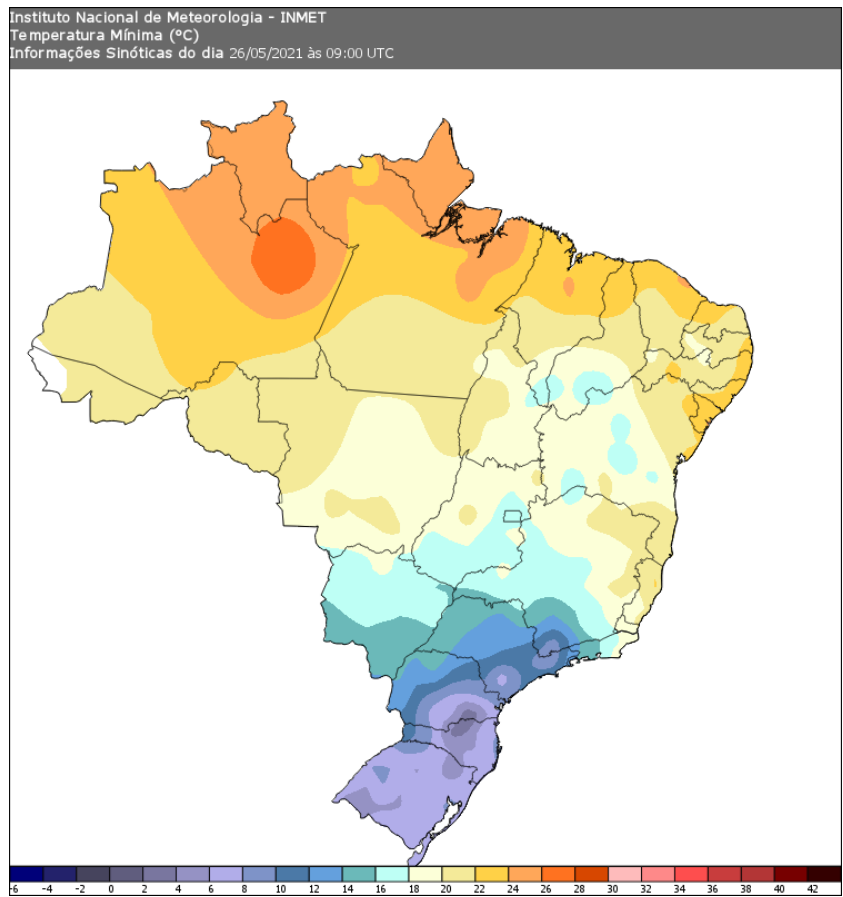 Instituto Nacional de Meteorologia - INMET
Temperatura Mínima (°C)
Informações Sinóticas do dia 26/05/2021 às 09:00 UTC
-6 -4 -2 0 2 4 6 8 10 12 14 16 18 20 22 24 26 28 30 32 34 36 38 40 42